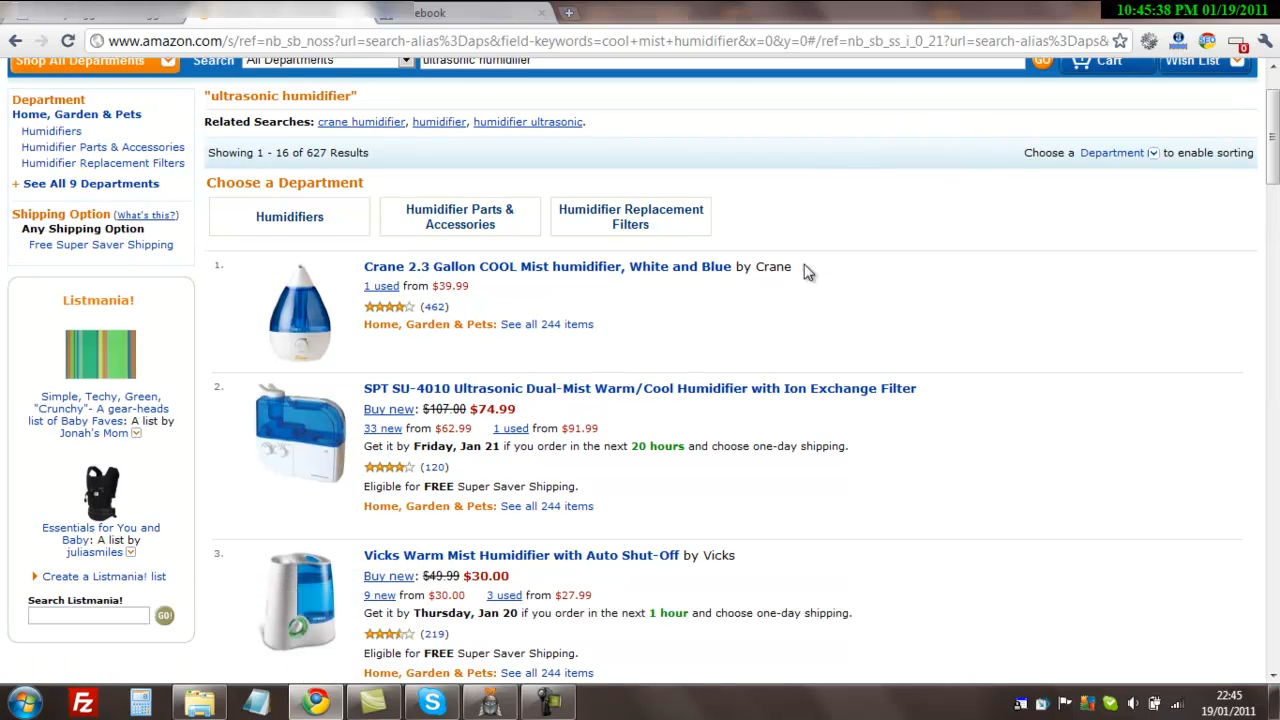 ebook
10:45:38 PM 01/19/2011
www.amazon.com/s/ref=nb_sb_noss?url=search-alias%3Daps&field-keywords=cool+mist+humidifier&x=0&y=0#/ref=nb_sb_ss_i_0_21?url=search-alias%3Daps&
Shop All Departments Search All Departments ultrasonic humidifier GO Cart Wish List
Department
Home, Garden & Pets
Humidifiers
Humidifier Parts & Accessories
Humidifier Replacement Filters
+ See All 9 Departments
Shipping Option (What's this?)
Any Shipping Option
Free Super Saver Shipping
Listmania!
Simple, Techy, Green,
"Crunchy"- A gear-heads
list of Baby Faves: A list by
Jonah's Mom
Essentials for You and
Baby: A list by
juliasmiles
Create a Listmania! list
Search Listmania!
GO!
"ultrasonic humidifier"
Related Searches: crane humidifier, humidifier, humidifier ultrasonic.
Showing 1 - 16 of 627 Results Choose a Department to enable sorting
Choose a Department
Humidifiers
Humidifier Parts &
Accessories
Humidifier Replacement
Filters
1.
Crane 2.3 Gallon COOL Mist humidifier, White and Blue by Crane
1 used from $39.99
(462)
Home, Garden & Pets: See all 244 items
2.
SPT SU-4010 Ultrasonic Dual-Mist Warm/Cool Humidifier with Ion Exchange Filter
Buy new: $107.00 $74.99
33 new from $62.99 1 used from $91.99
Get it by Friday, Jan 21 if you order in the next 20 hours and choose one-day shipping.
(120)
Eligible for FREE Super Saver Shipping.
Home, Garden & Pets: See all 244 items
3.
Vicks Warm Mist Humidifier with Auto Shut-Off by Vicks
Buy new: $49.99 $30.00
9 new from $30.00 3 used from $27.99
Get it by Thursday, Jan 20 if you order in the next 1 hour and choose one-day shipping.
(219)
Eligible for FREE Super Saver Shipping.
Home, Garden & Pets: See all 244 items
22:45
19/01/2011